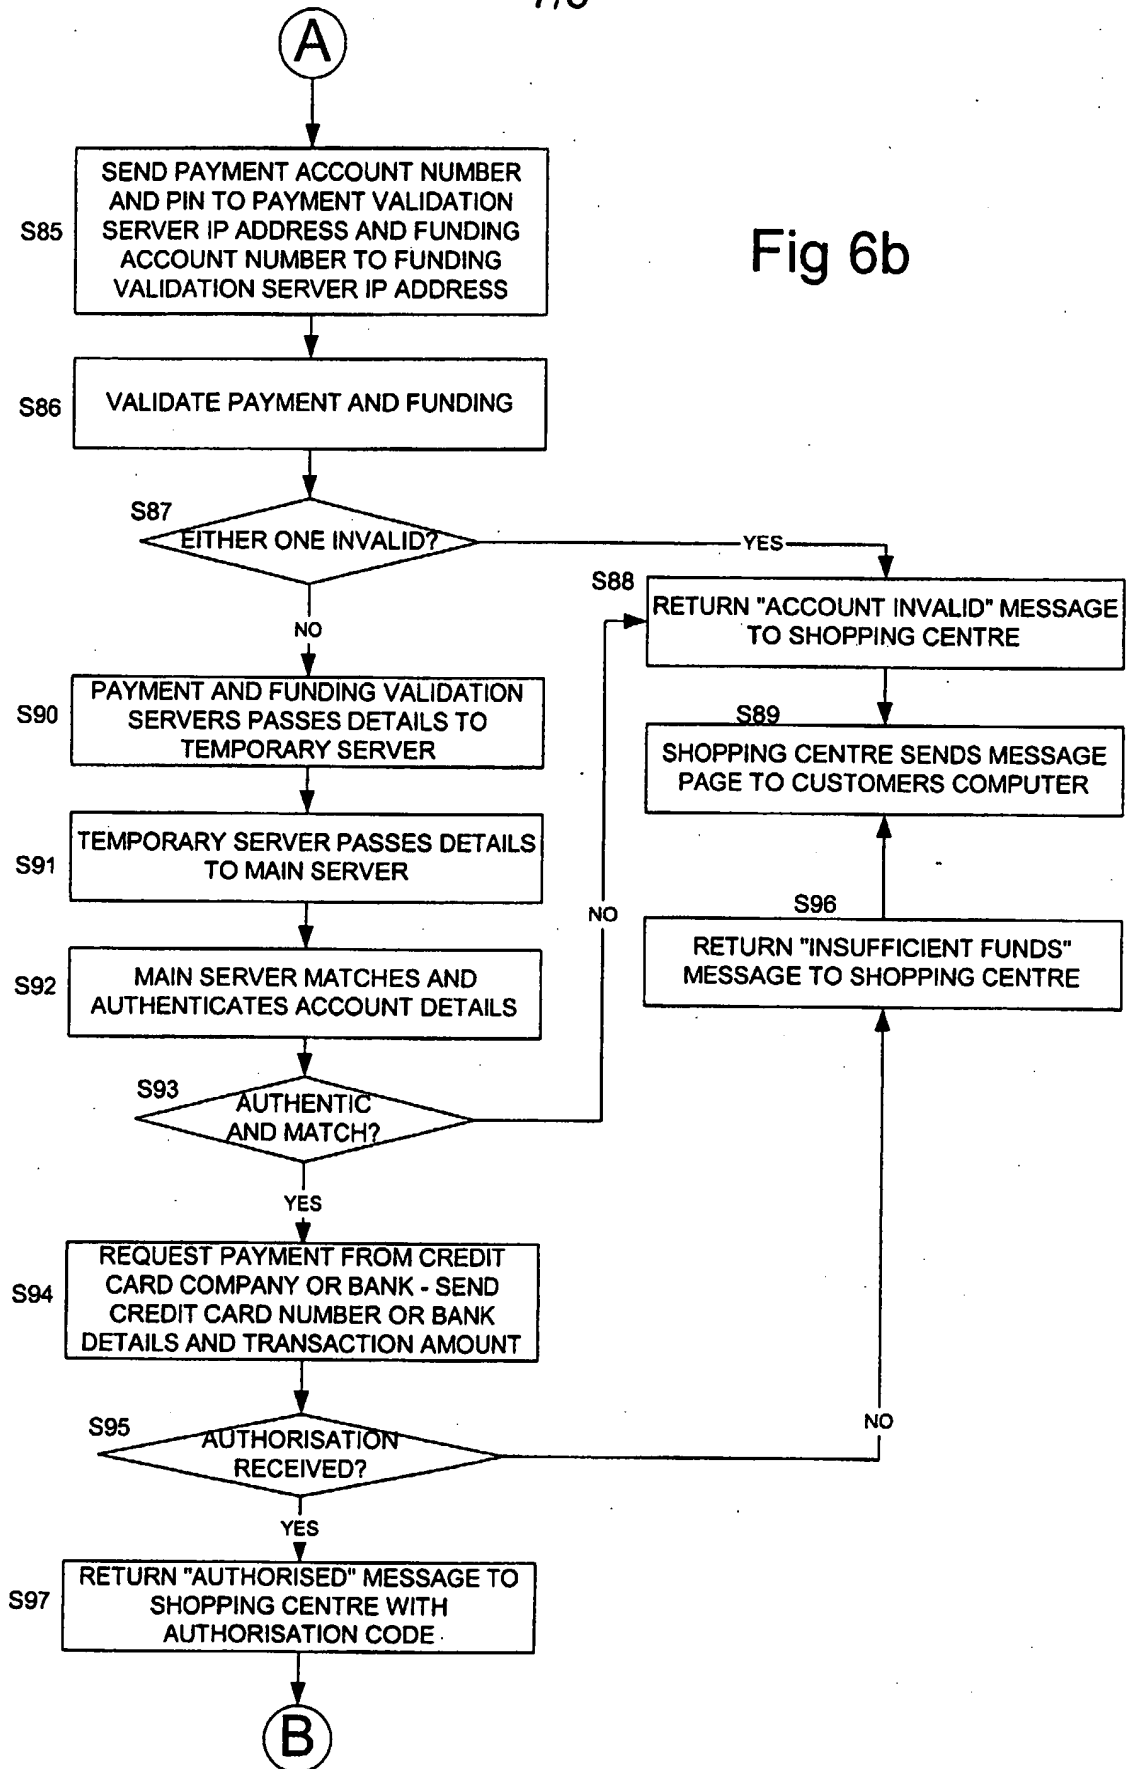 A
S85
SEND PAYMENT ACCOUNT NUMBER
AND PIN TO PAYMENT VALIDATION
SERVER IP ADDRESS AND FUNDING
ACCOUNT NUMBER TO FUNDING
VALIDATION SERVER IP ADDRESS
Fig 6b
S86
VALIDATE PAYMENT AND FUNDING
S87
EITHER ONE INVALID?
YES
NO
S88
RETURN "ACCOUNT INVALID" MESSAGE
TO SHOPPING CENTRE
S90
PAYMENT AND FUNDING VALIDATION
SERVERS PASSES DETAILS TO
TEMPORARY SERVER
S89
SHOPPING CENTRE SENDS MESSAGE
PAGE TO CUSTOMERS COMPUTER
S91
TEMPORARY SERVER PASSES DETAILS
TO MAIN SERVER
NO
S96
RETURN "INSUFFICIENT FUNDS"
MESSAGE TO SHOPPING CENTRE
S92
MAIN SERVER MATCHES AND
AUTHENTICATES ACCOUNT DETAILS
S93
AUTHENTIC
AND MATCH?
YES
S94
REQUEST PAYMENT FROM CREDIT
CARD COMPANY OR BANK - SEND
CREDIT CARD NUMBER OR BANK
DETAILS AND TRANSACTION AMOUNT
S95
AUTHORISATION
RECEIVED?
NO
YES
S97
RETURN "AUTHORISED" MESSAGE TO
SHOPPING CENTRE WITH
AUTHORISATION CODE
B